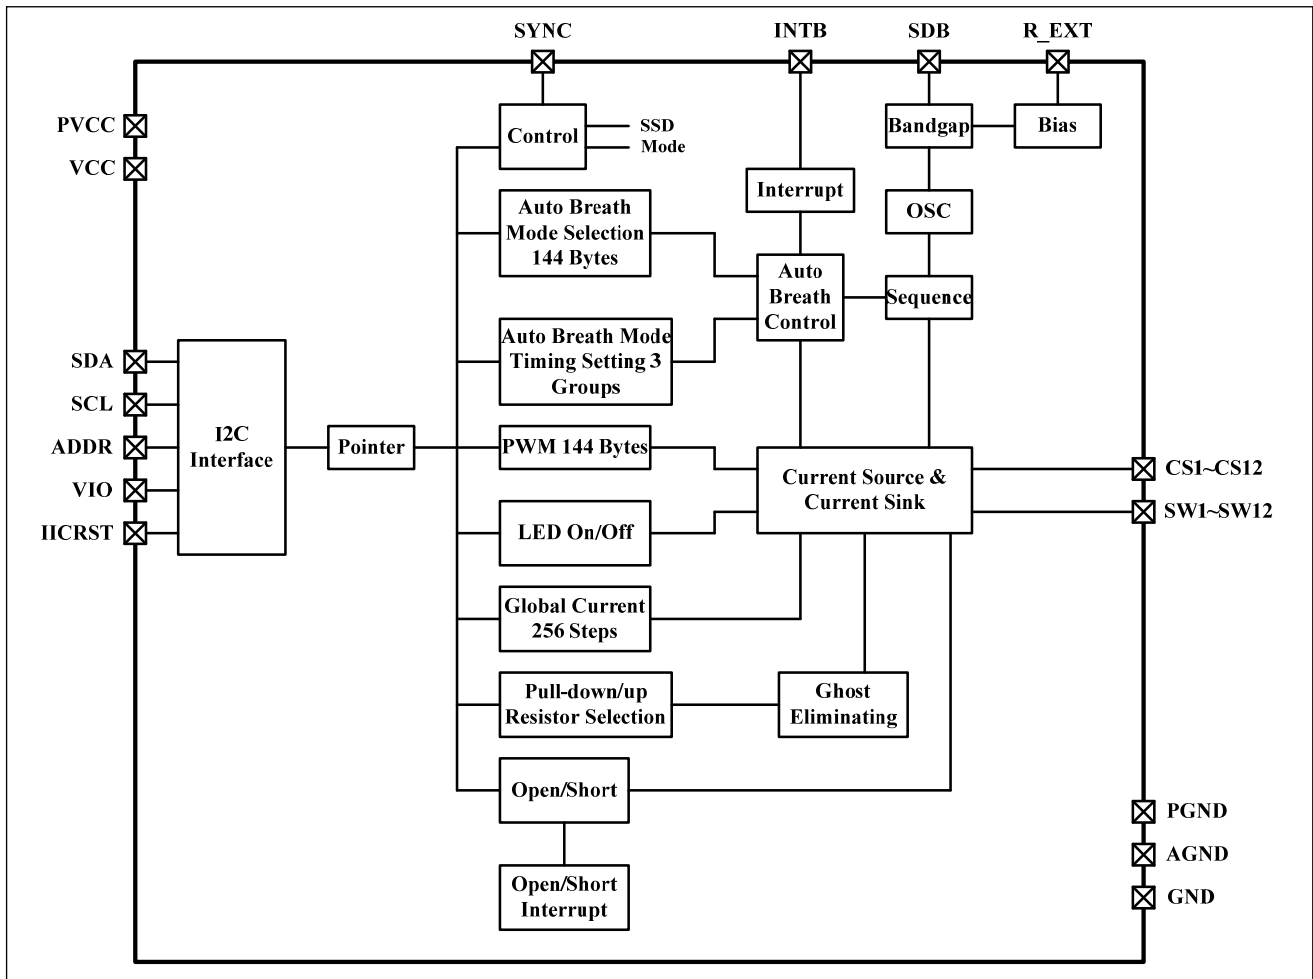 SYNC
INTB
SDB
R_EXT
PVCC
VCC
Control
SSD
Mode
Bandgap
Bias
Interrupt
OSC
Auto Breath
Mode Selection
144 Bytes
Auto
Breath
Control
Sequence
Auto Breath Mode
Timing Setting 3
Groups
SDA
SCL
ADDR
VIO
IICRST
I2C
Interface
Pointer
PWM 144 Bytes
Current Source &
Current Sink
CS1~CS12
SW1~SW12
LED On/Off
Global Current
256 Steps
Pull-down/up
Resistor Selection
Ghost
Eliminating
Open/Short
Open/Short
Interrupt
PGND
AGND
GND